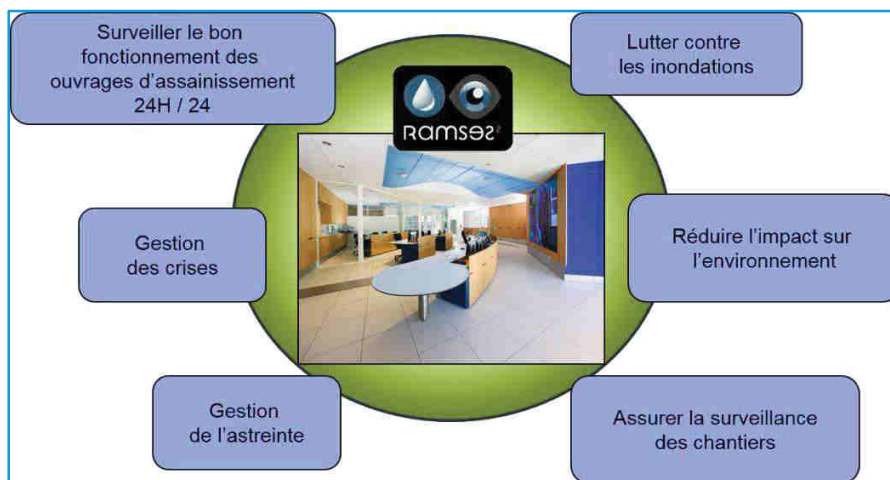 Surveiller le bon
fonctionnement des
ouvrages d'assainissement
24H / 24
Lutter contre
les inondations
Ramses²
Gestion
des crises
Réduire l'impact sur
l'environnement
Gestion
de l'astreinte
Assurer la surveillance
des chantiers